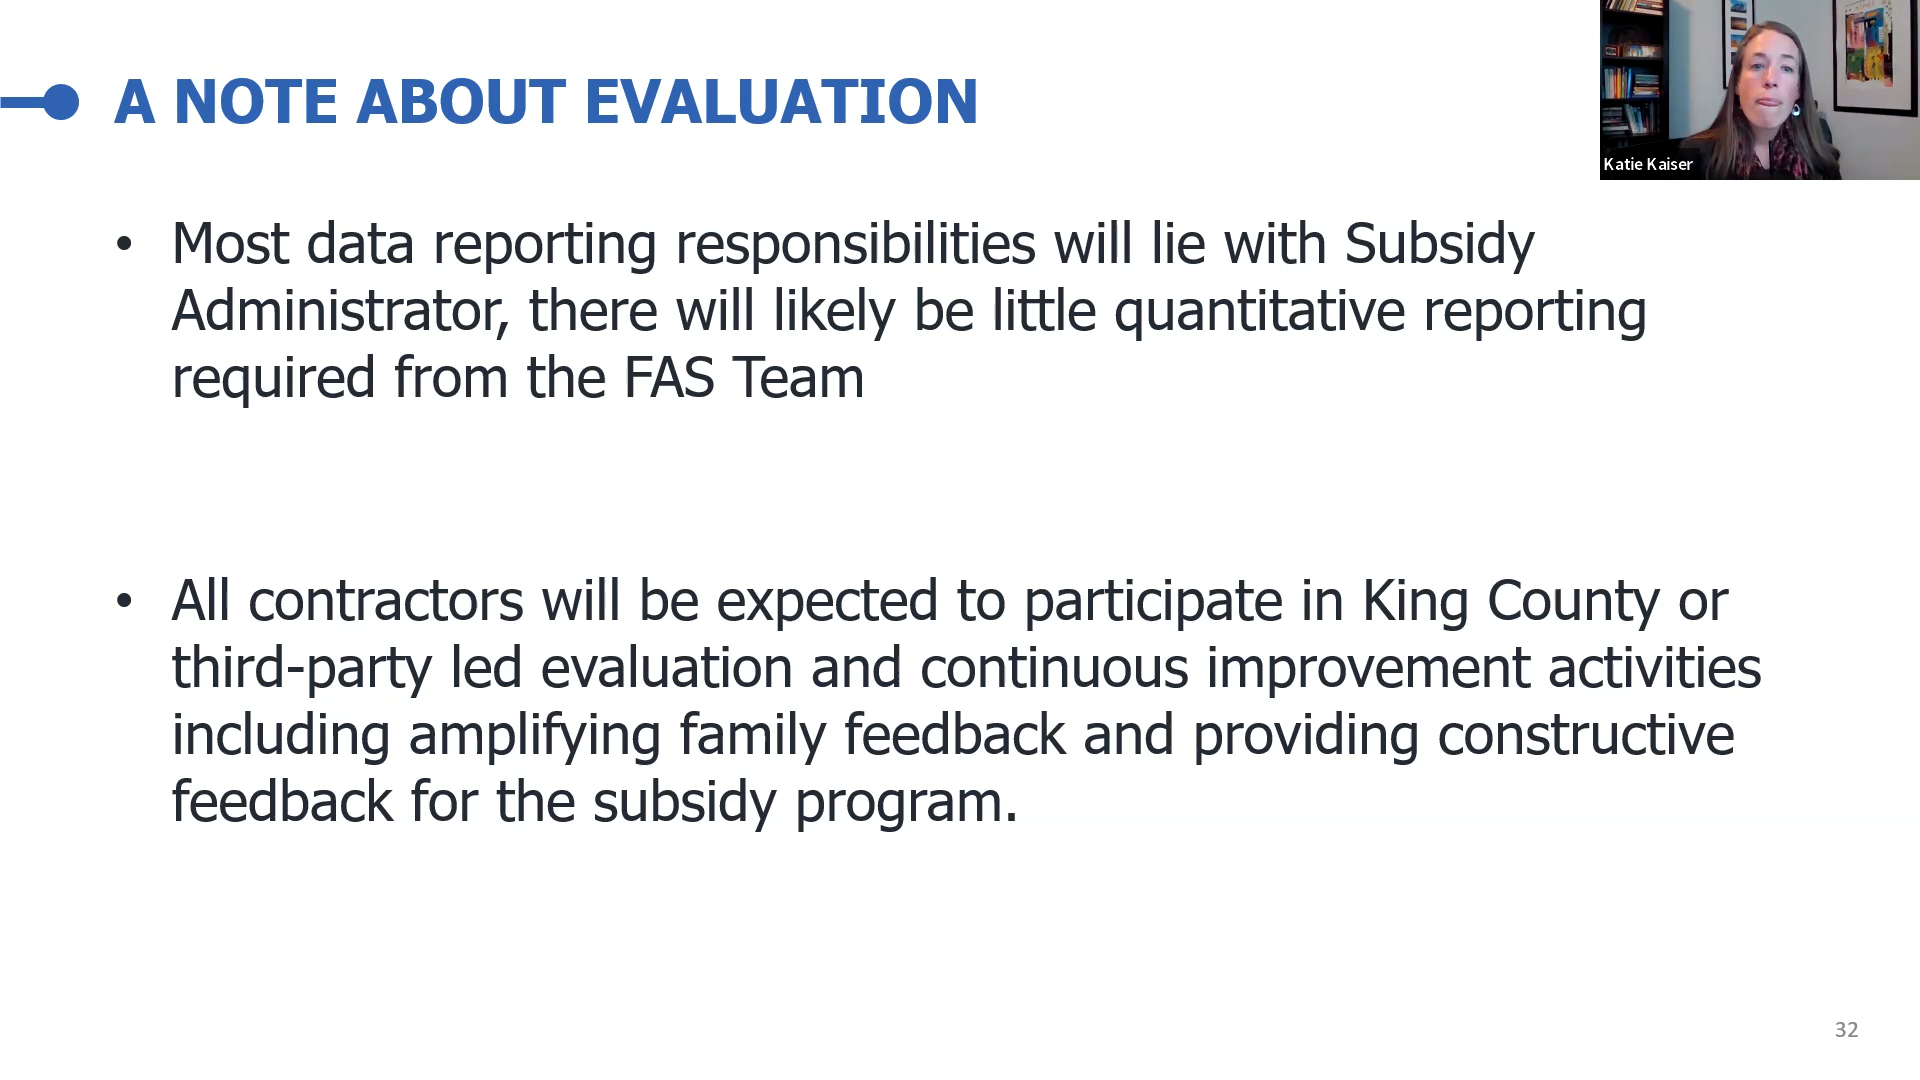 A NOTE ABOUT EVALUATION
Katie Kaiser
• Most data reporting responsibilities will lie with Subsidy
Administrator, there will likely be little quantitative reporting
required from the FAS Team
• All contractors will be expected to participate in King County or
third-party led evaluation and continuous improvement activities
including amplifying family feedback and providing constructive
feedback for the subsidy program.
32